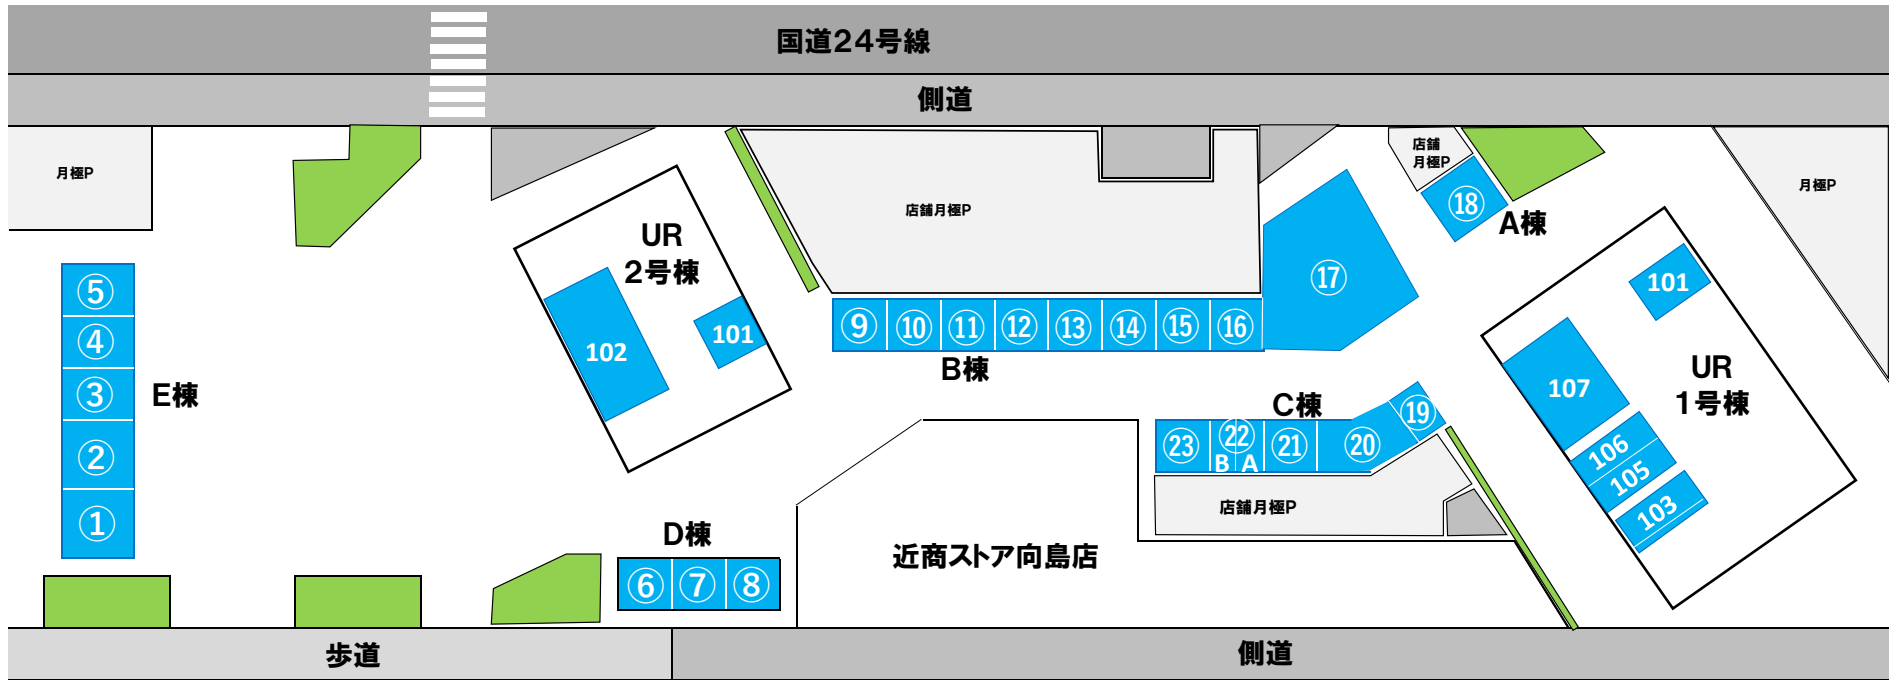 国道24号線
側道
月極P
店舗
月極P
月極P
店舗月極P
⑱
A棟
UR
2号棟
102
101
⑤
④
③
②
①
E棟
⑨
⑩
⑪
⑫
⑬
⑭
⑮
⑯
⑰
B棟
101
107
106
105
103
UR
1号棟
C棟
⑲
⑳
㉑
㉒
B
A
㉓
店舗月極P
D棟
⑥
⑦
⑧
近商ストア向島店
歩道
側道